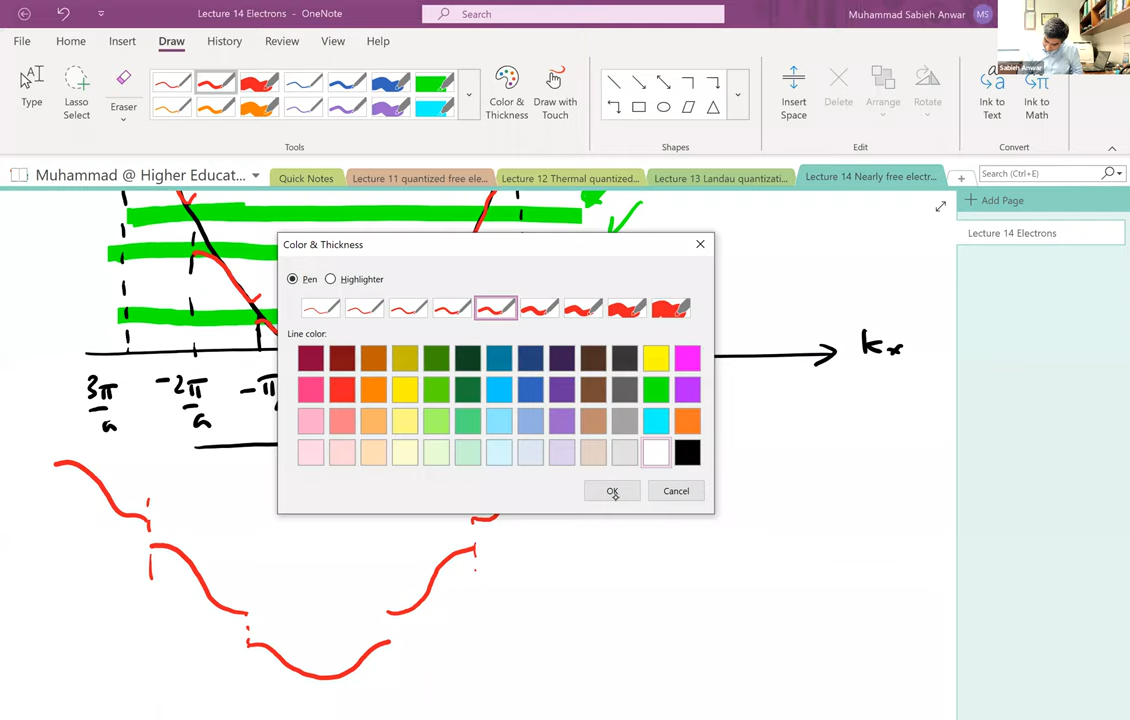 Lecture 14 Electrons - OneNote
Search
Muhammad Sabieh Anwar
MS
Sabieh Anwar
File
Home
Insert
Draw
History
Review
View
Help
Type
Lasso
Select
Eraser
Color &
Thickness
Draw with
Touch
Insert
Space
Delete
Arrange
Rotate
Ink to
Text
Ink to
Math
Tools
Shapes
Edit
Convert
Muhammad @ Higher Educat...
Quick Notes
Lecture 11 quantized free ele...
Lecture 12 Thermal quantized...
Lecture 13 Landau quantizati...
Lecture 14 Nearly free electr...
Search (Ctrl+E)
Add Page
Lecture 14 Electrons
Color & Thickness
Pen
Highlighter
Line color:
OK
Cancel
kx
3π/a
-2π/a
-π